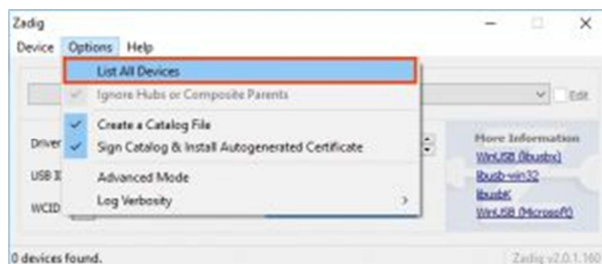 Zadig
Device Options Help
List All Devices
Ignore Hubs or Composite Parents
Edit
Create a Catalog File
Sign Catalog & Install Autogenerated Certificate
Advanced Mode
Log Verbosity
Driver
USB I
WCID
More Information
WinUSB (libusbx)
libusb-win32
libusbK
WinUSB (Microsoft)
0 devices found.
Zadig v2.0.1.160